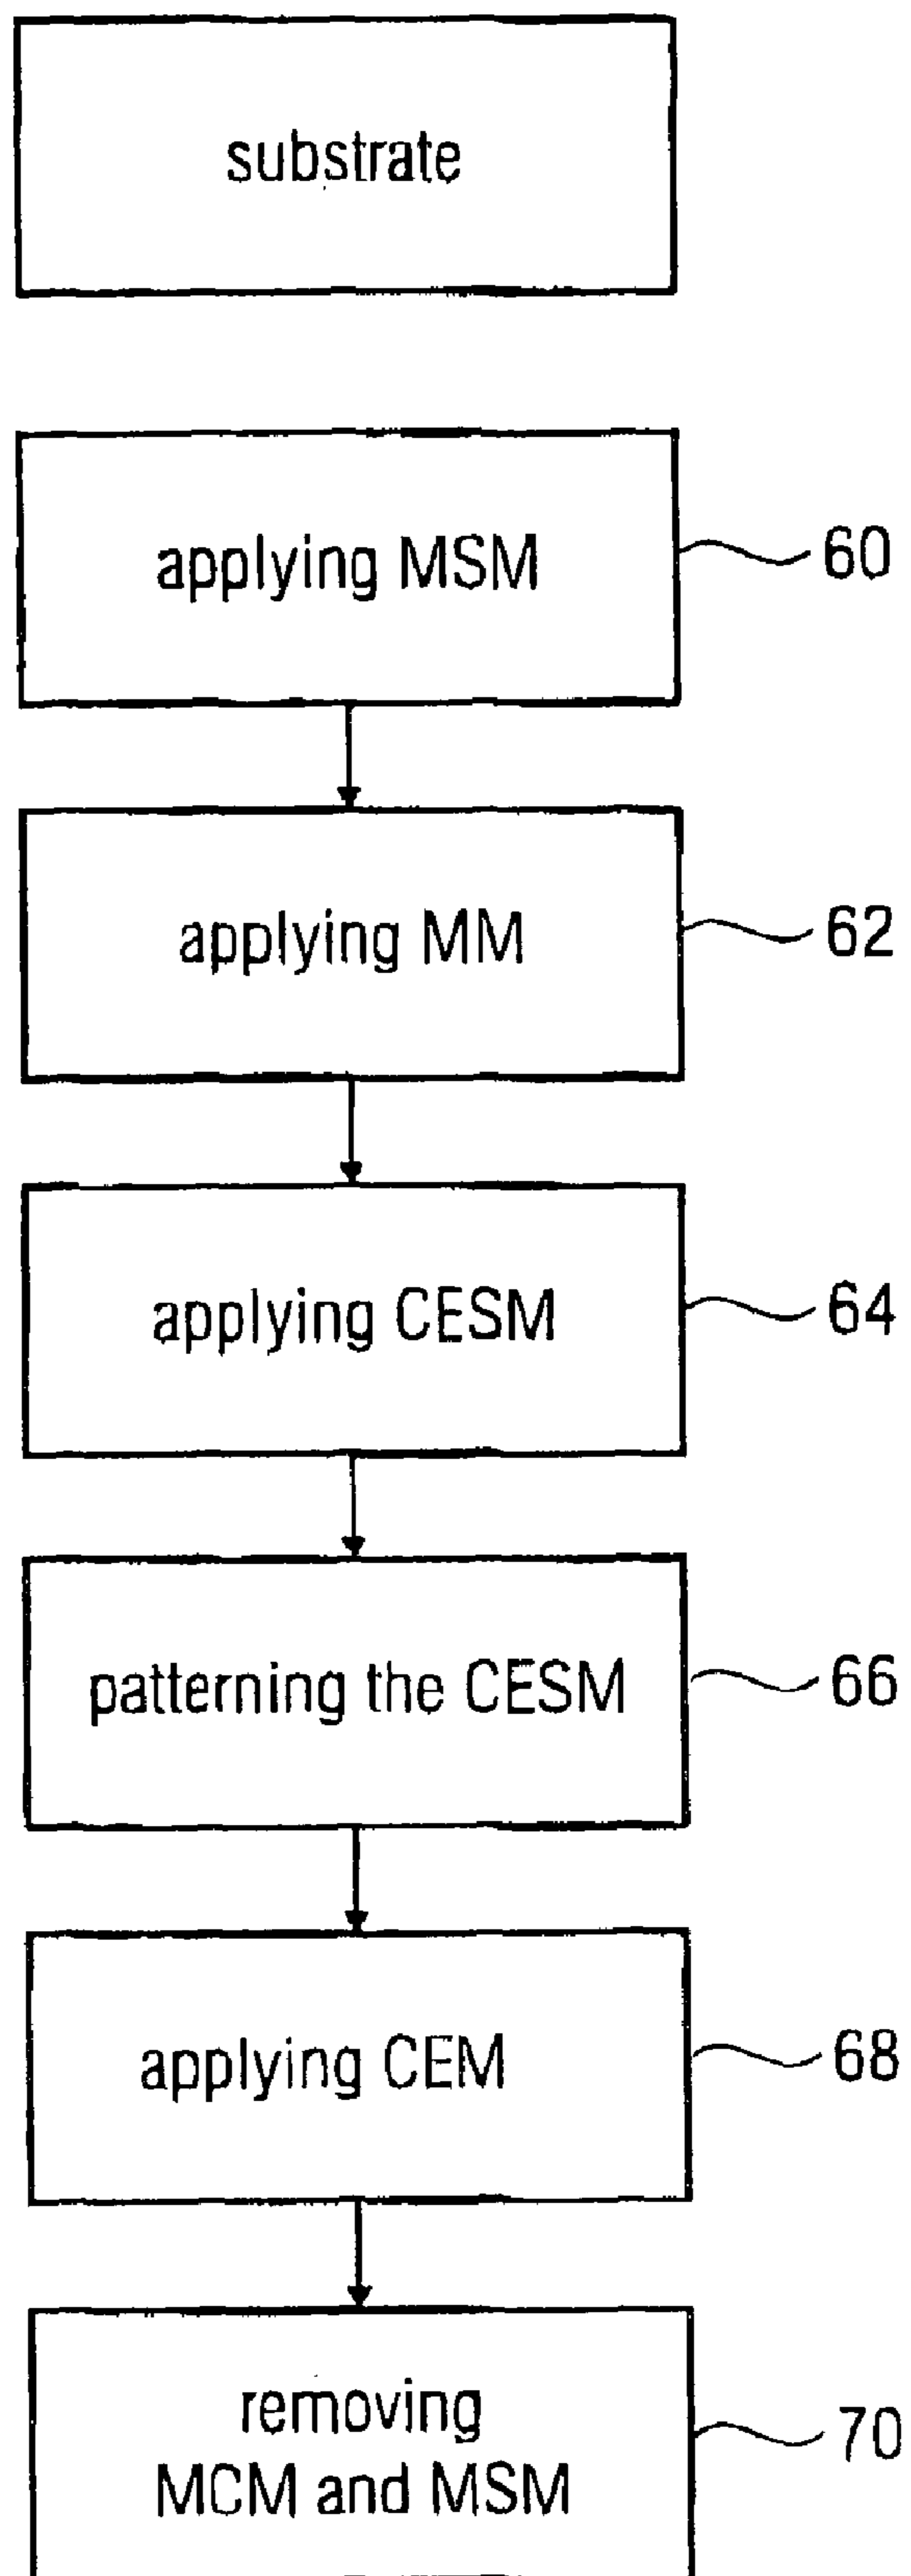 substrate
applying MSM
60
applying MM
62
applying CESM
64
patterning the CESM
66
applying CEM
68
removing
MCM and MSM
70